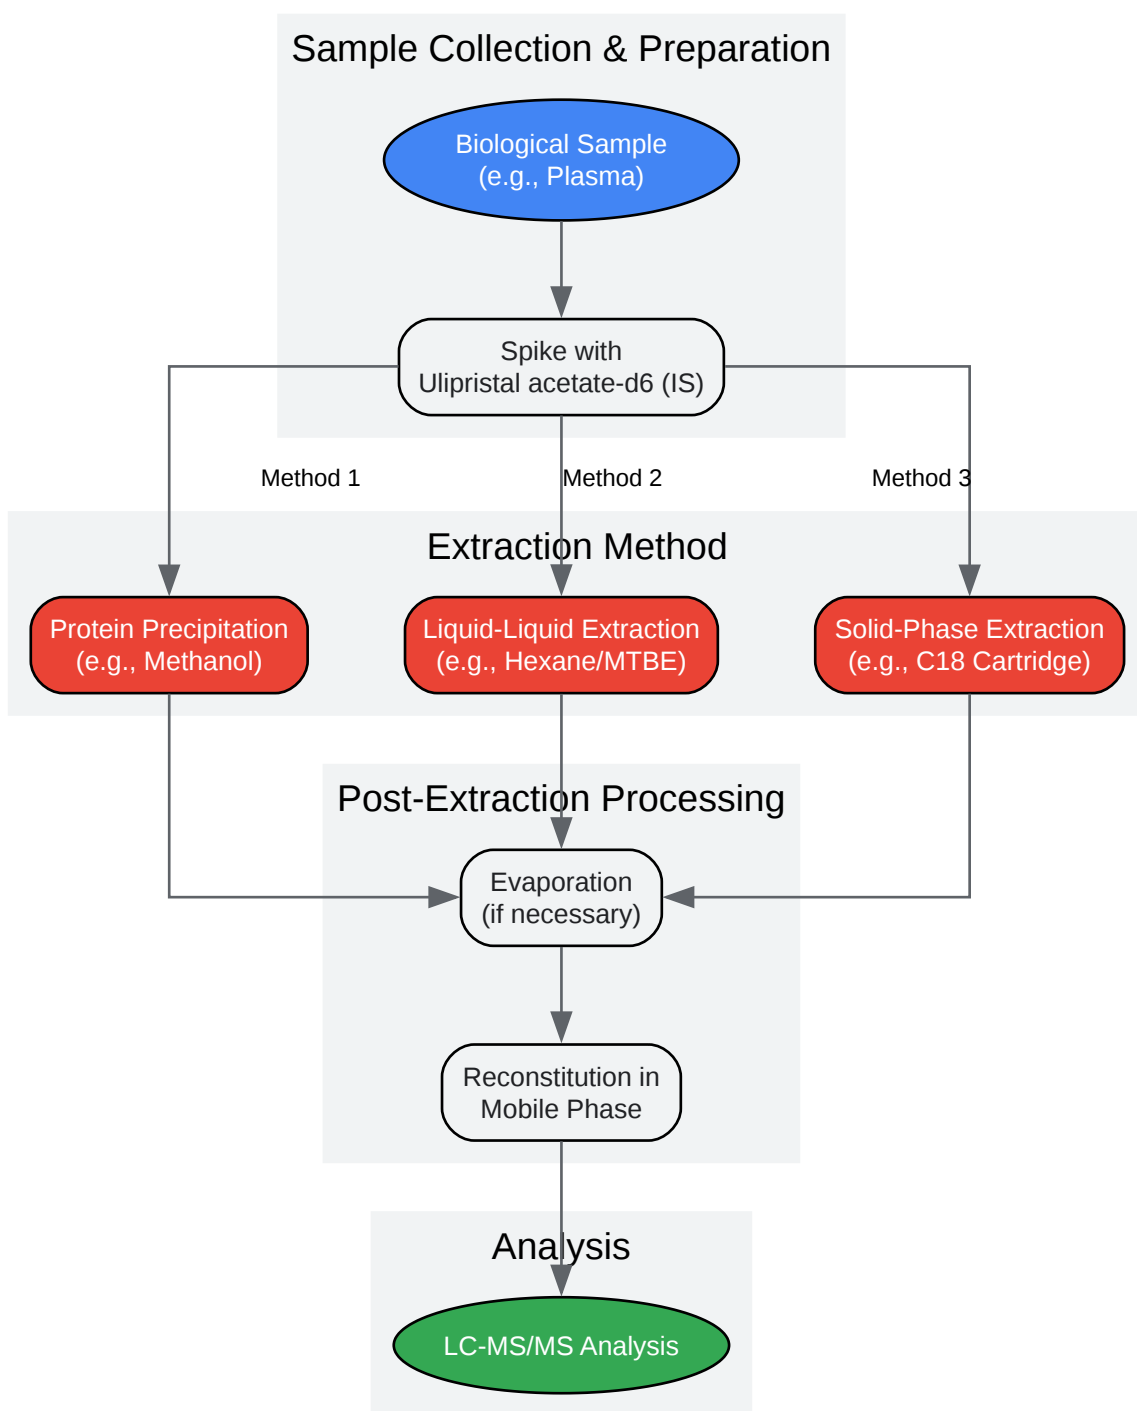 Sample Collection & Preparation
Biological Sample
(e.g., Plasma)
Spike with
Ulipristal acetate-d6 (IS)
Method 1
Method 2
Method 3
Extraction Method
Protein Precipitation
(e.g., Methanol)
Liquid-Liquid Extraction
(e.g., Hexane/MTBE)
Solid-Phase Extraction
(e.g., C18 Cartridge)
Post-Extraction Processing
Evaporation
(if necessary)
Reconstitution in
Mobile Phase
Analysis
LC-MS/MS Analysis